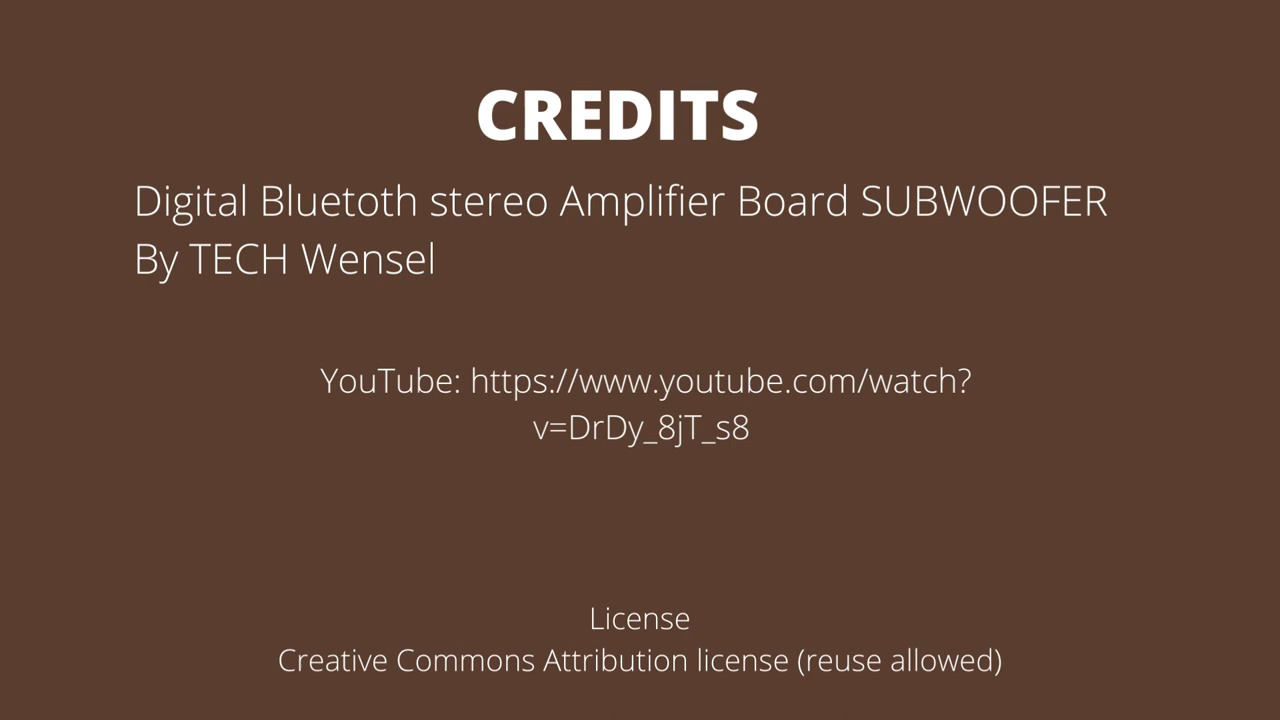 CREDITS
Digital Bluetoth stereo Amplifier Board SUBWOOFER
By TECH Wensel
YouTube: https://www.youtube.com/watch?
v=DrDy_8jT_s8
License
Creative Commons Attribution license (reuse allowed)